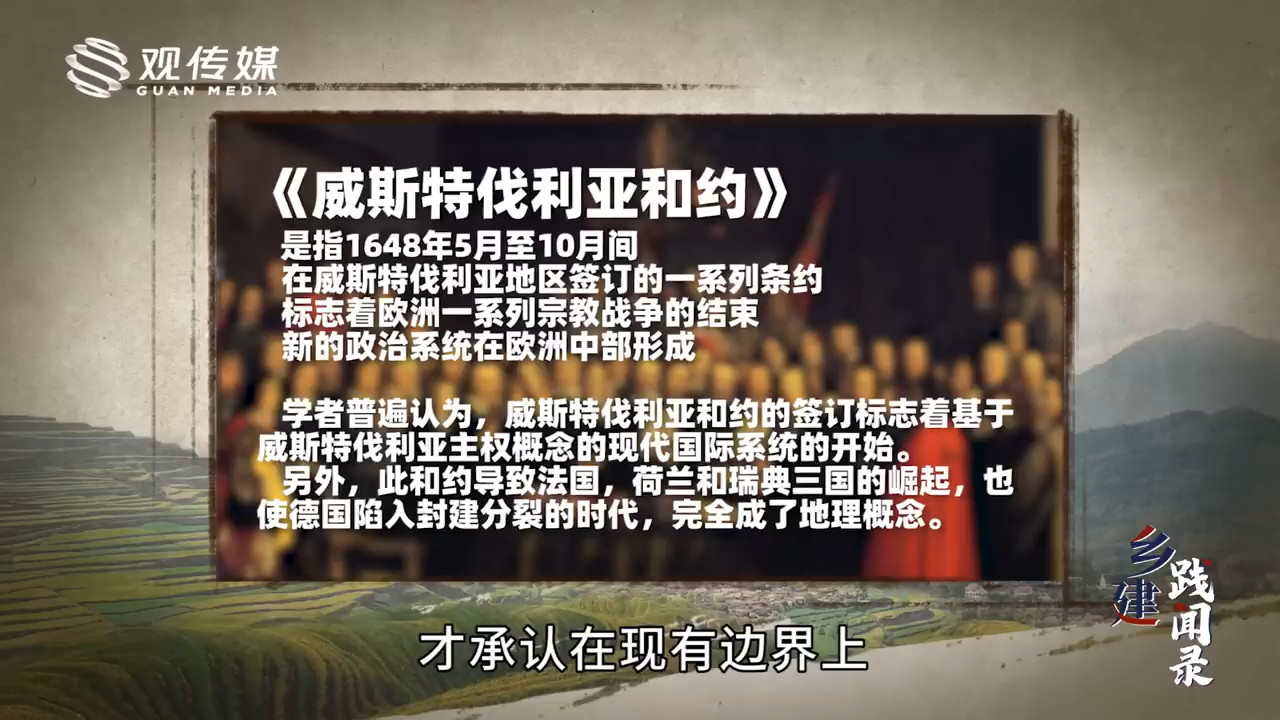 观传媒
GUAN MEDIA
《威斯特伐利亚和约》
是指1648年5月至10月间
在威斯特伐利亚地区签订的一系列条约
标志着欧洲一系列宗教战争的结束
新的政治系统在欧洲中部形成
学者普遍认为，威斯特伐利亚和约的签订标志着基于
威斯特伐利亚主权概念的现代国际系统的开始。
另外，此和约导致法国，荷兰和瑞典三国的崛起，也
使德国陷入封建分裂的时代，完全成了地理概念。
乡建
践闻录
才承认在现有边界上